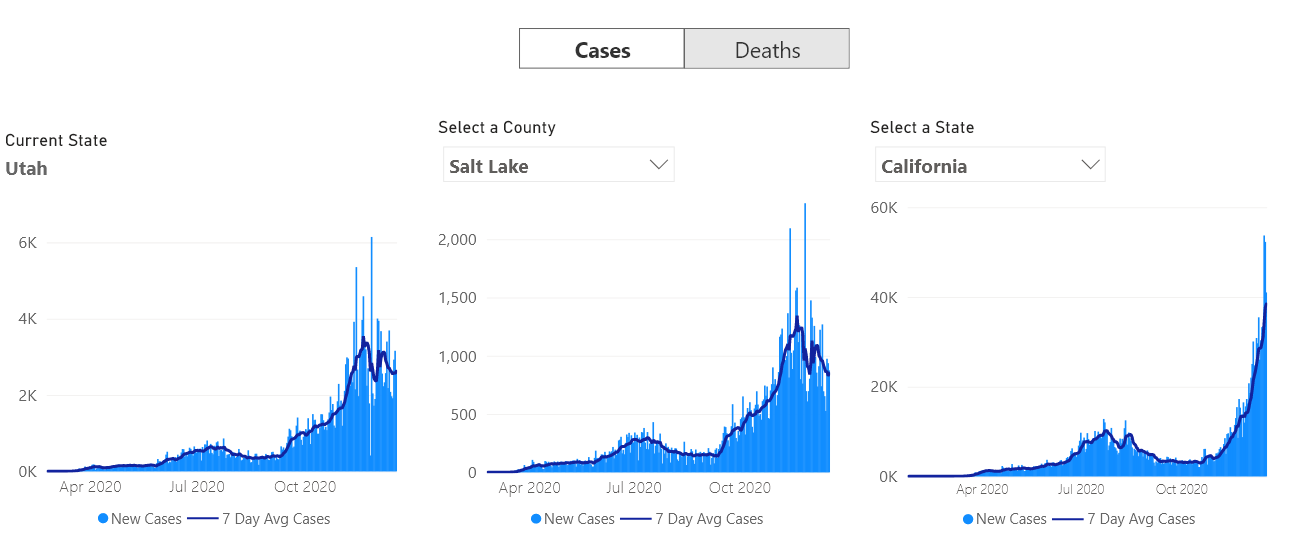 Cases Deaths
Current State
Utah
Select a County
Salt Lake
Select a State
California
6K
4K
2K
0K
Apr 2020 Jul 2020 Oct 2020
New Cases 7 Day Avg Cases
2,000
1,500
1,000
500
0
Apr 2020 Jul 2020 Oct 2020
New Cases 7 Day Avg Cases
60K
40K
20K
0K
Apr 2020 Jul 2020 Oct 2020
New Cases 7 Day Avg Cases